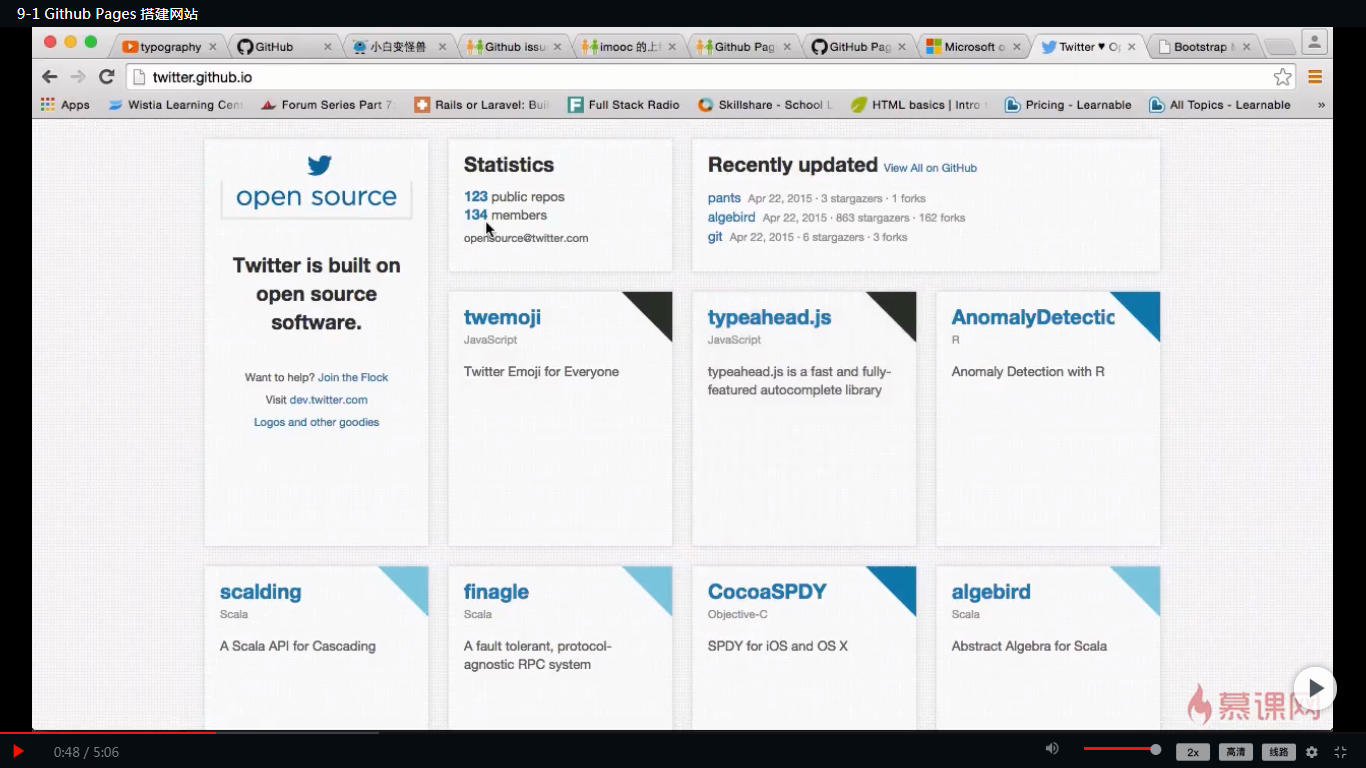 9-1 Github Pages 搭建网站
typography
GitHub
小白变怪兽
Github issu
imooc 的上
Github Pag
GitHub Pag
Microsoft o
Twitter ♥ Op
Bootstrap
twitter.github.io
Apps
Wistia Learning Cen
Forum Series Part 7
Rails or Laravel: Buil
Full Stack Radio
Skillshare - School
HTML basics | Intro
Pricing - Learnable
All Topics - Learnable
»
open source
Twitter is built on
open source
software.
Want to help? Join the Flock
Visit dev.twitter.com
Logos and other goodies
Statistics
123 public repos
134 members
opensource@twitter.com
Recently updated View All on GitHub
pants Apr 22, 2015 · 3 stargazers · 1 forks
algebird Apr 22, 2015 · 863 stargazers · 162 forks
git Apr 22, 2015 · 6 stargazers · 3 forks
twemoji
JavaScript
Twitter Emoji for Everyone
typeahead.js
JavaScript
typeahead.js is a fast and fully-
featured autocomplete library
AnomalyDetectic
R
Anomaly Detection with R
scalding
Scala
A Scala API for Cascading
finagle
Scala
A fault tolerant, protocol-
agnostic RPC system
CocoaSPDY
Objective-C
SPDY for iOS and OS X
algebird
Scala
Abstract Algebra for Scala
慕课网
0:48 / 5:06
2x
高清
线路